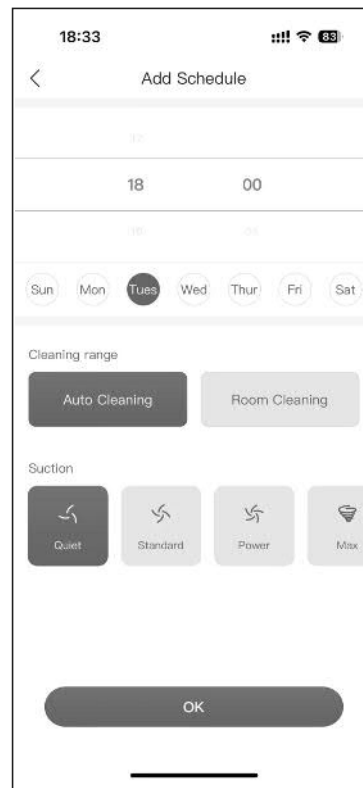 18:33 83
Add Schedule
17
18 00
Sun Mon Tues Wed Thur Fri Sat
Cleaning range
Auto Cleaning Room Cleaning
Suction
Quiet Standard Power Max
OK